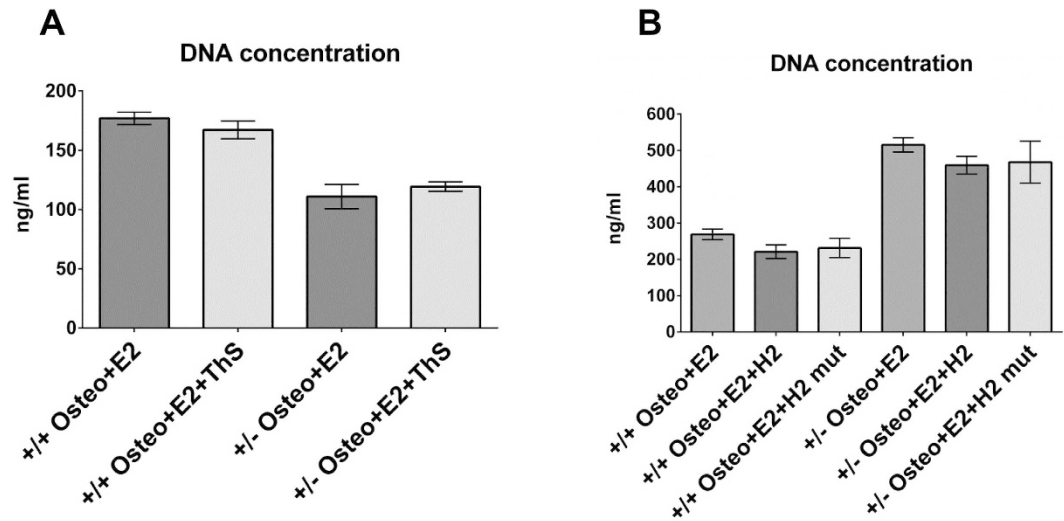 A
DNA concentration
200
150
100
50
0
ng/ml
+/+ Osteo+E2
+/+ Osteo+E2+ThS
+/- Osteo+E2
+/- Osteo+E2+ThS
B
DNA concentration
600
500
400
300
200
100
0
ng/ml
+/+ Osteo+E2
+/+ Osteo+E2+H2
+/+ Osteo+E2+H2 mut
+/- Osteo+E2
+/- Osteo+E2+H2
+/- Osteo+E2+H2 mut